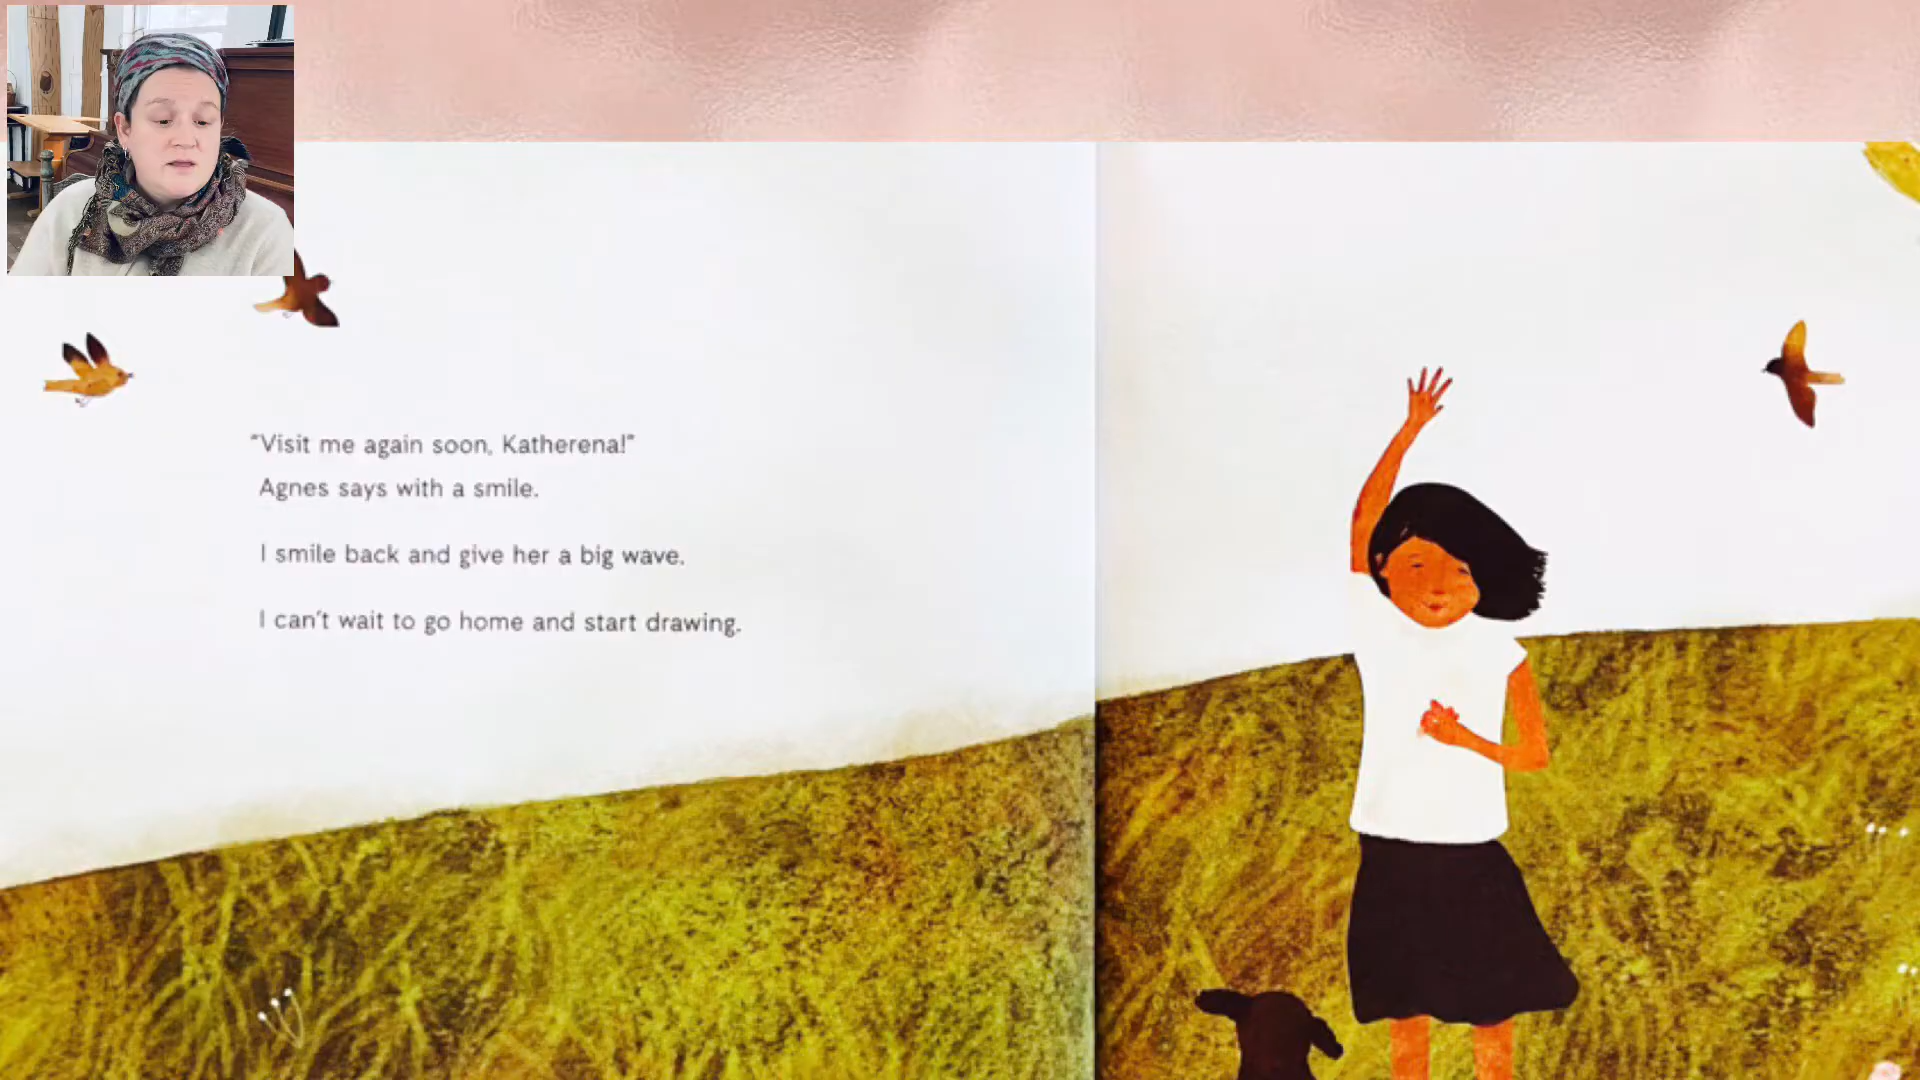 "Visit me again soon, Katherena!"
Agnes says with a smile.
I smile back and give her a big wave.
I can't wait to go home and start drawing.